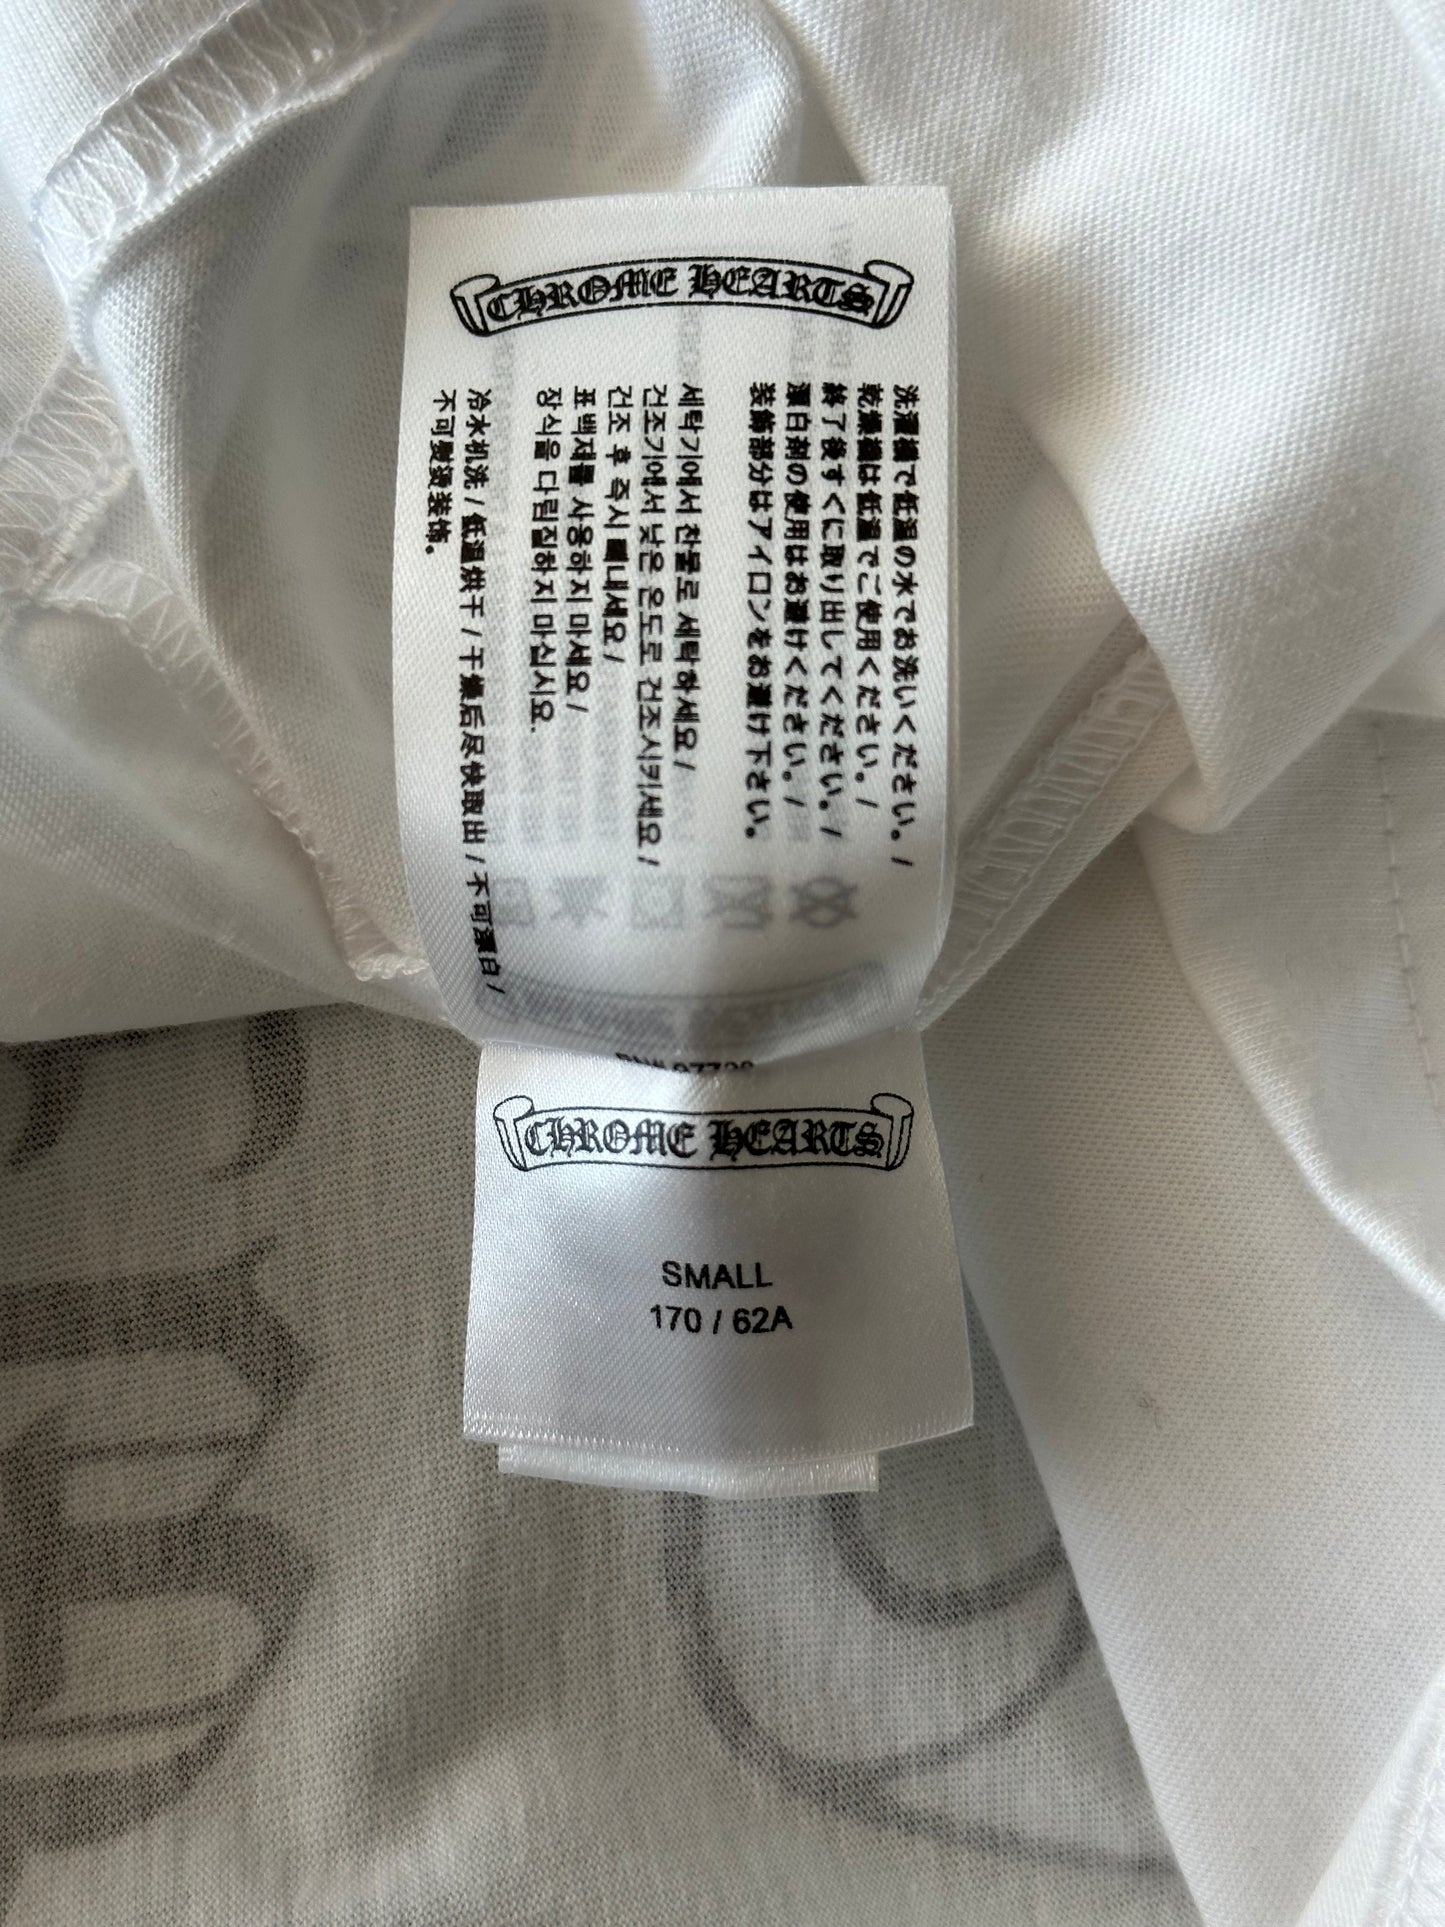 CHROME HEARTS
洗濯機で低温の水でお洗いください。/
乾燥機は低温でご使用ください。/
終了後すぐに取り出してください。/
漂白剤の使用はお避けください。/
装飾部分はアイロンをお避け下さい。
세탁기에서 찬물로 세탁하세요 /
건조기에서 낮은 온도로 건조시키세요 /
건조 후 즉시 빼내세요 /
표백제를 사용하지 마세요 /
장식을 다림질하지 마십시요.
冷水机洗 / 低温烘干 / 干燥后尽快取出 / 不可漂白 /
不可熨烫装饰。
CHROME HEARTS
SMALL
170 / 62A